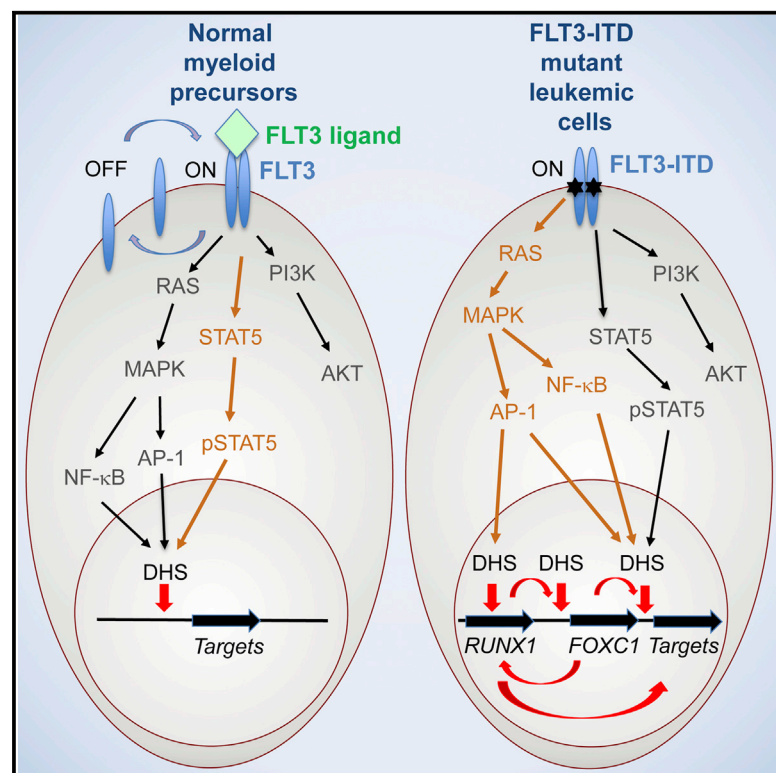 Normal
myeloid
precursors
FLT3 ligand
OFF
ON
FLT3
RAS
PI3K
STAT5
MAPK
AKT
pSTAT5
AP-1
NF-κB
DHS
Targets
FLT3-ITD
mutant
leukemic
cells
ON
FLT3-ITD
RAS
PI3K
MAPK
STAT5
NF-κB
AKT
AP-1
pSTAT5
DHS DHS DHS
RUNX1 FOXC1 Targets